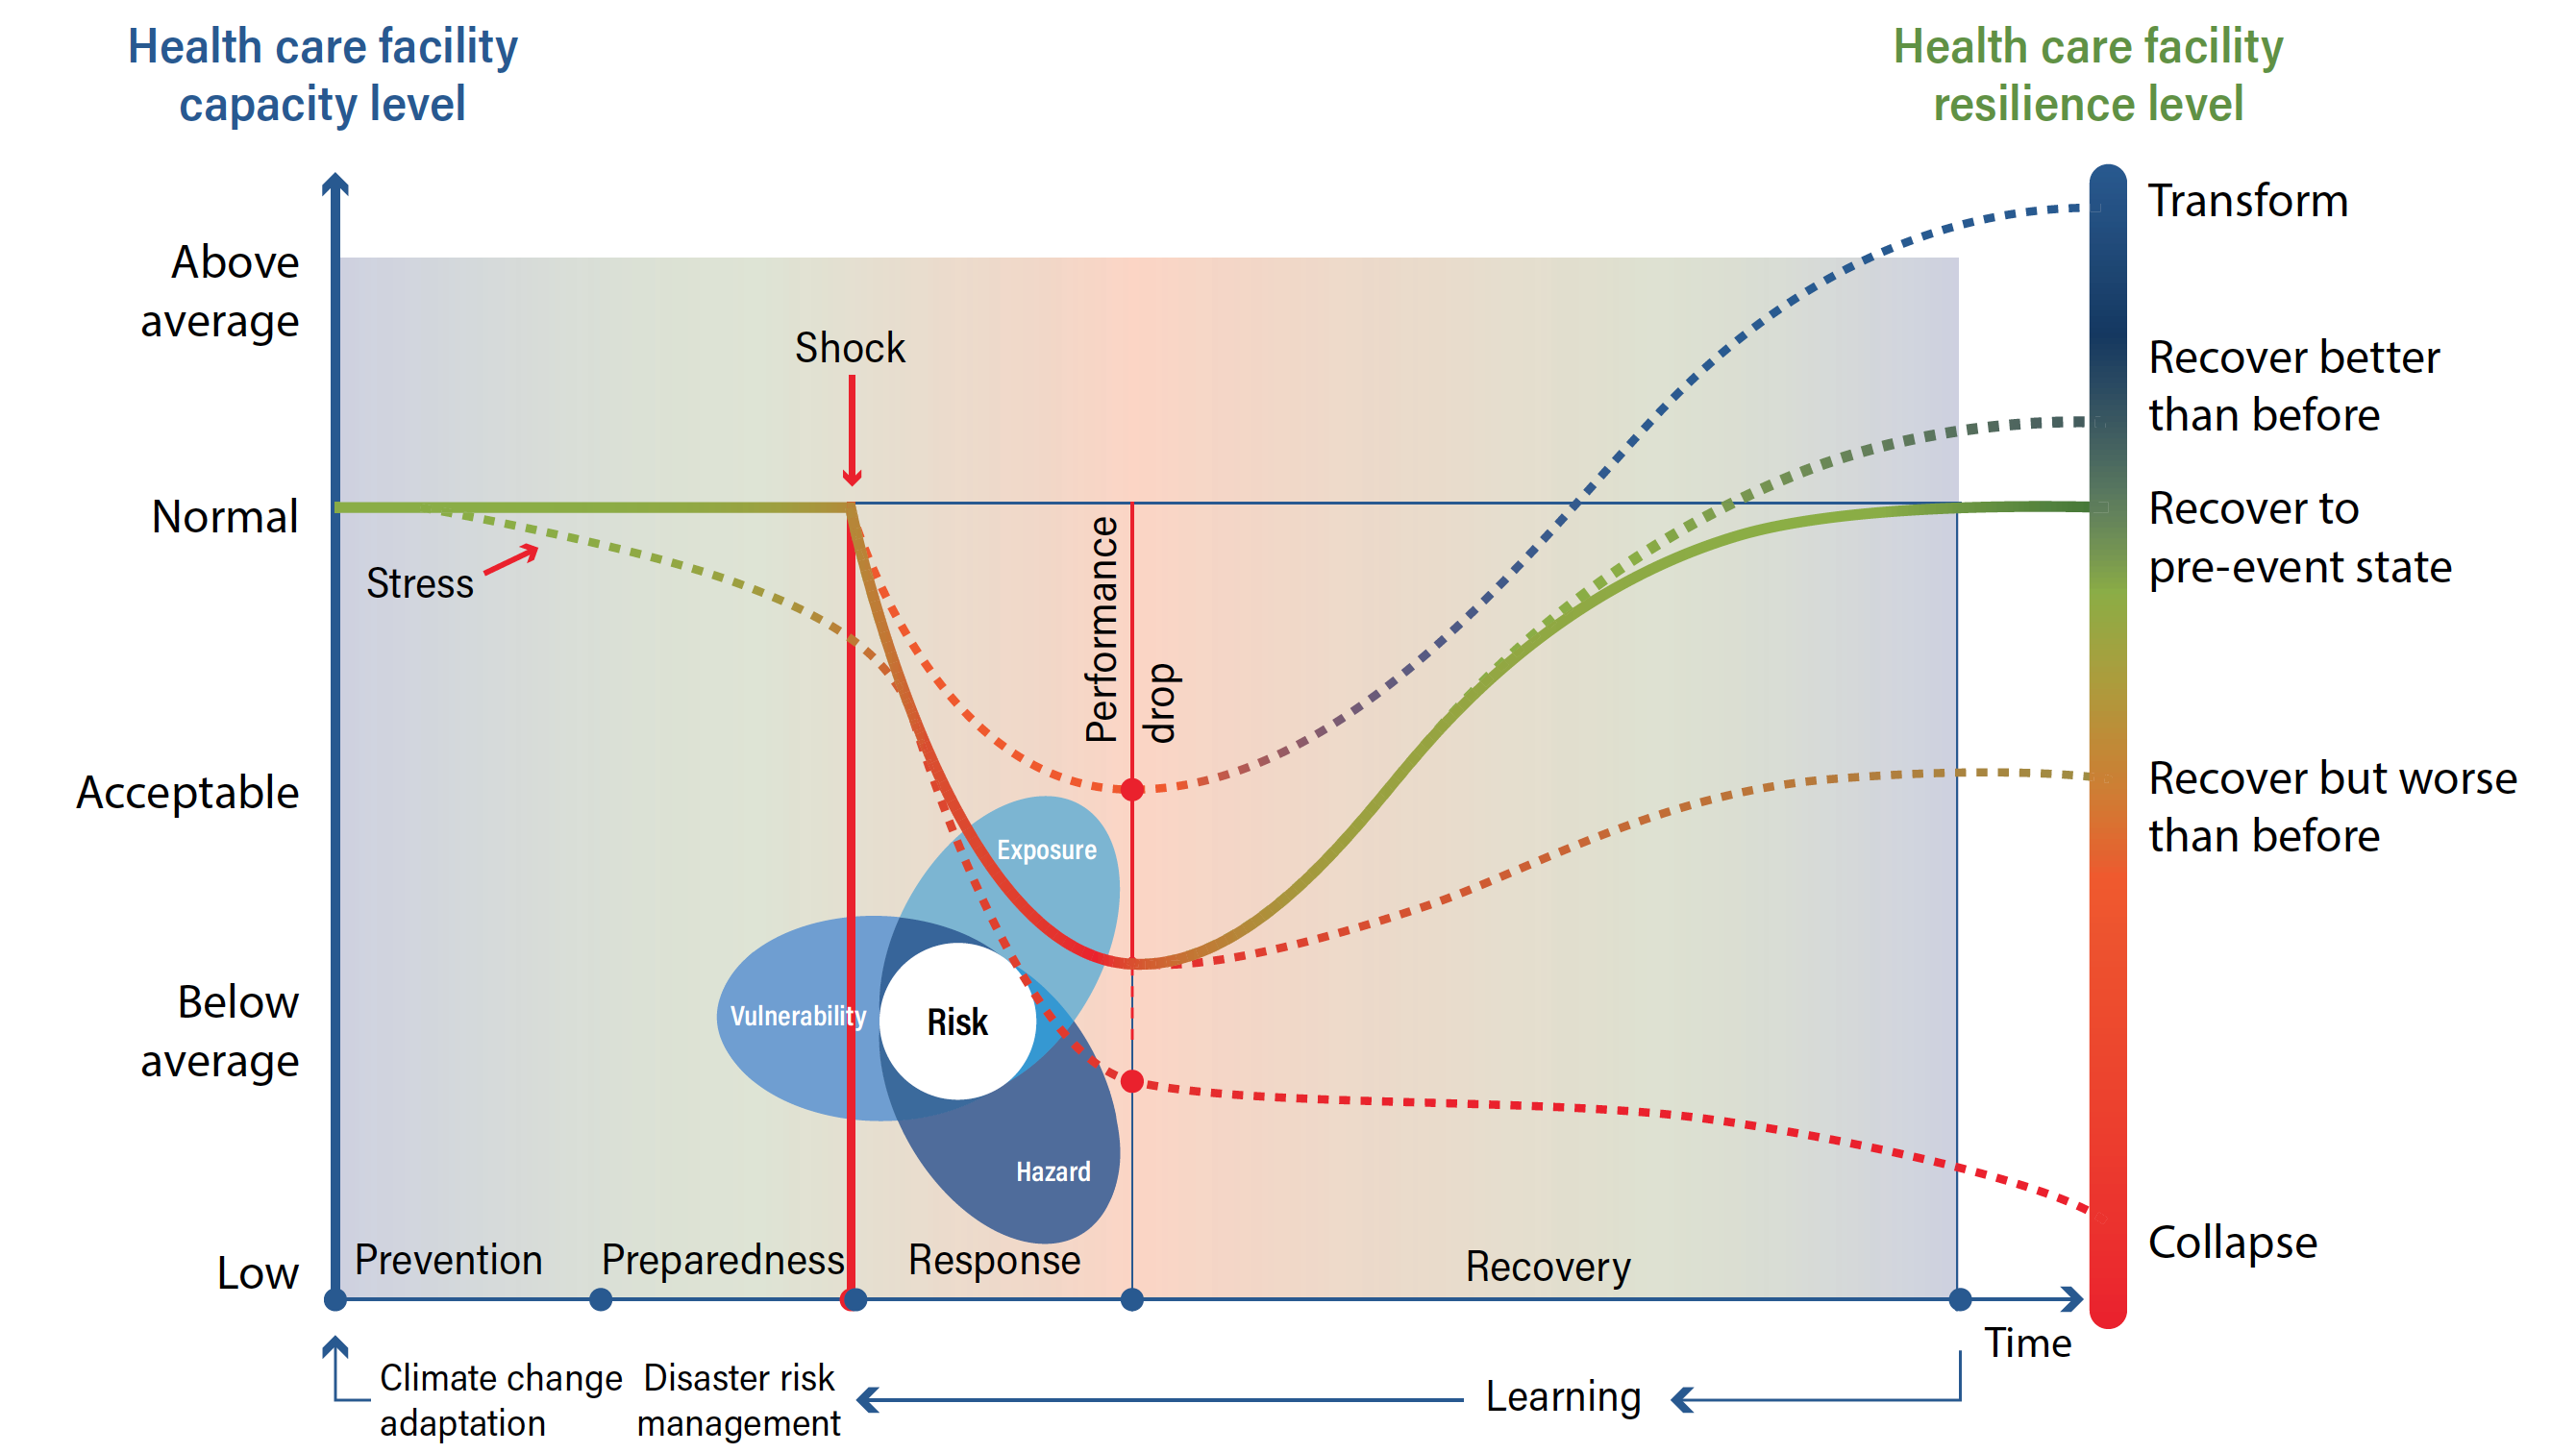 Health care facility
capacity level
Health care facility
resilience level
Above
average
Normal
Acceptable
Below
average
Low
Shock
Stress
Performance
drop
Exposure
Vulnerability
Risk
Hazard
Prevention
Preparedness
Response
Recovery
Transform
Recover better
than before
Recover to
pre-event state
Recover but worse
than before
Collapse
Time
Climate change
adaptation
Disaster risk
management
Learning